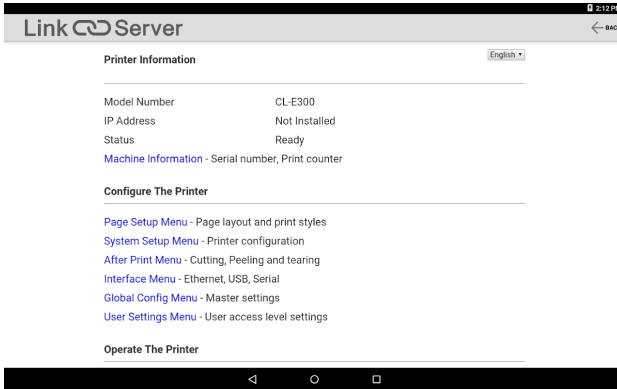 2:12 P
Link Server
BAC
Printer Information
English
Model Number CL-E300
IP Address Not Installed
Status Ready
Machine Information - Serial number, Print counter
Configure The Printer
Page Setup Menu - Page layout and print styles
System Setup Menu - Printer configuration
After Print Menu - Cutting, Peeling and tearing
Interface Menu - Ethernet, USB, Serial
Global Config Menu - Master settings
User Settings Menu - User access level settings
Operate The Printer